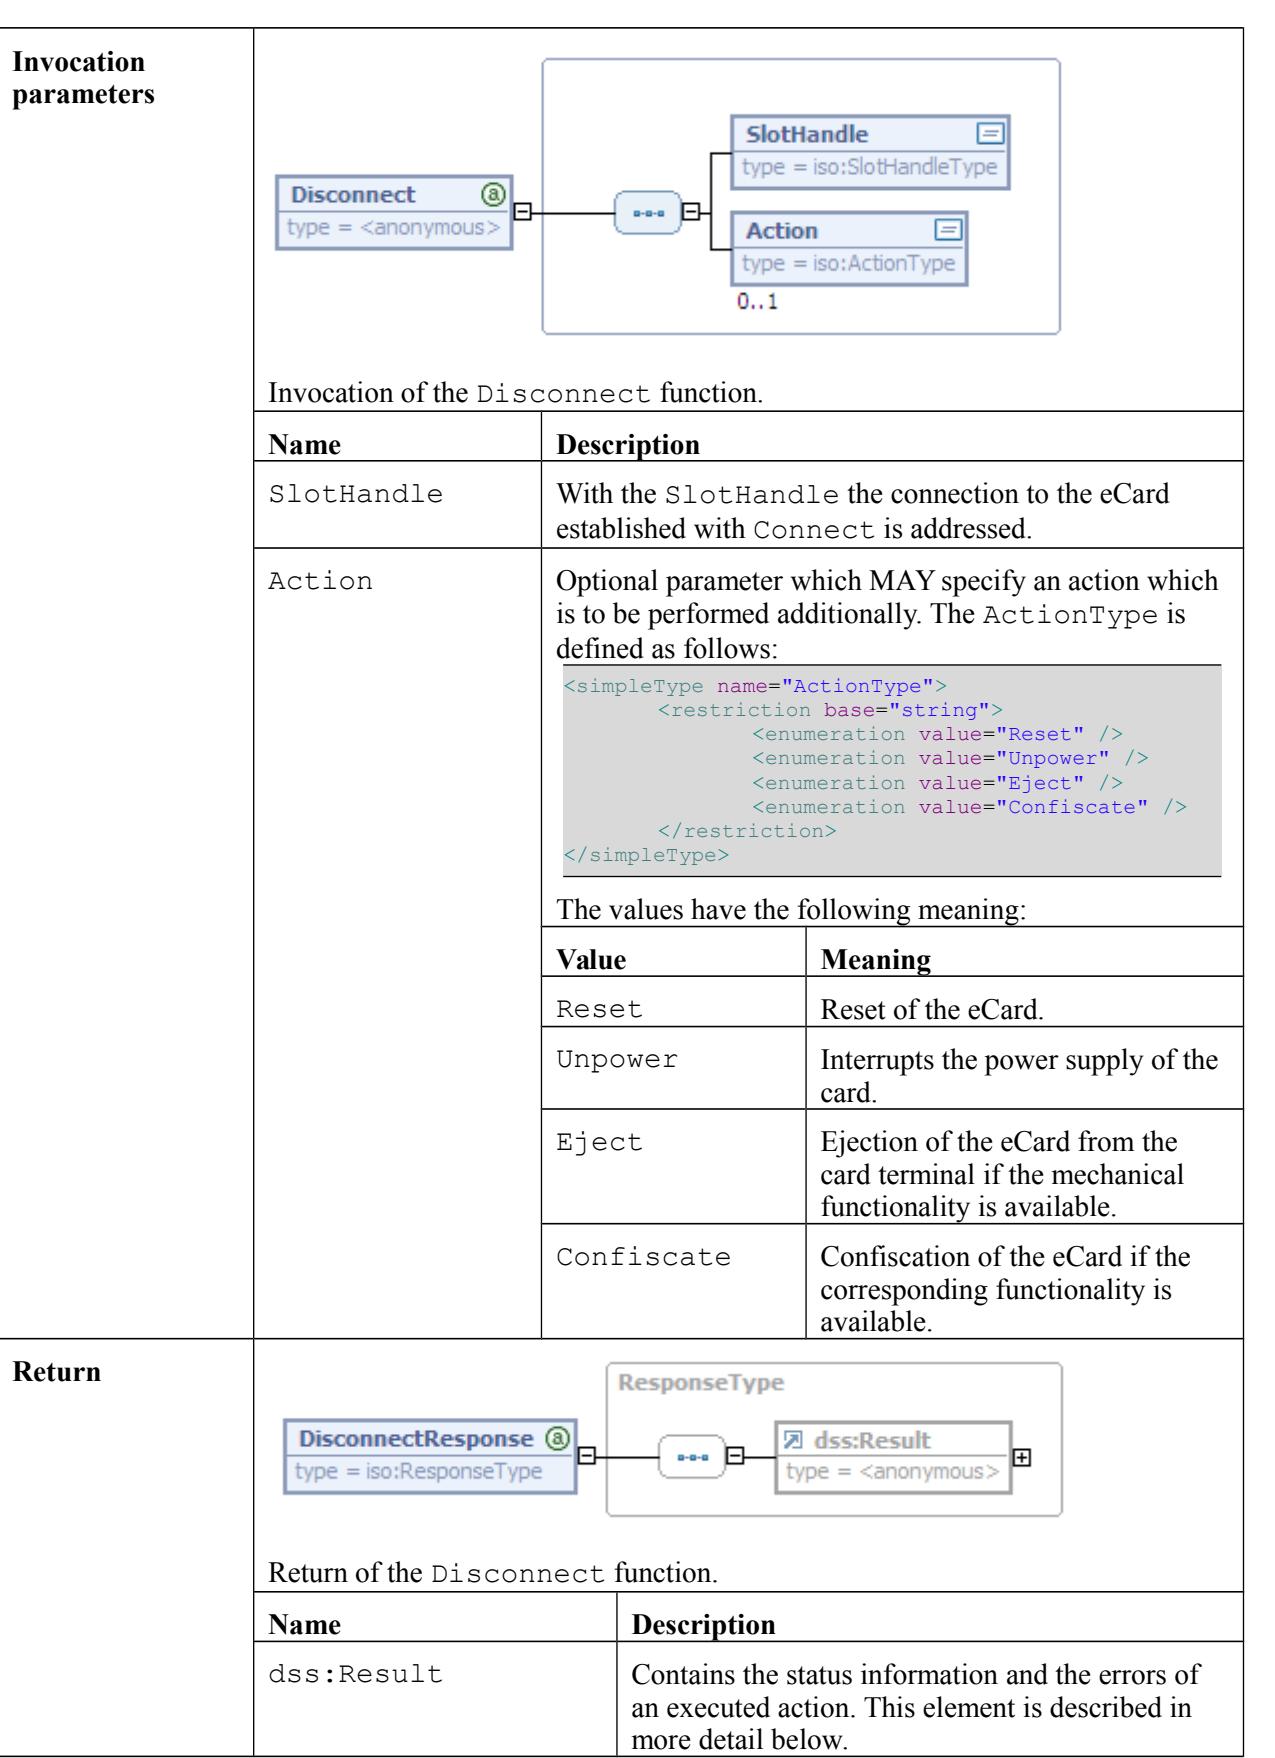 Invocation
parameters
SlotHandle
type = iso:SlotHandleType
Disconnect
type = <anonymous>
Action
type = iso:ActionType
0..1
Invocation of the Disconnect function.
Name Description
SlotHandle With the SlotHandle the connection to the eCard
established with Connect is addressed.
Action Optional parameter which MAY specify an action which
is to be performed additionally. The ActionType is
defined as follows:
<simpleType name="ActionType">
<restriction base="string">
<enumeration value="Reset" />
<enumeration value="Unpower" />
<enumeration value="Eject" />
<enumeration value="Confiscate" />
</restriction>
</simpleType>
The values have the following meaning:
Value Meaning
Reset Reset of the eCard.
Unpower Interrupts the power supply of the
card.
Eject Ejection of the eCard from the
card terminal if the mechanical
functionality is available.
Confiscate Confiscation of the eCard if the
corresponding functionality is
available.
Return
ResponseType
DisconnectResponse
type = iso:ResponseType
dss:Result
type = <anonymous>
Return of the Disconnect function.
Name Description
dss:Result Contains the status information and the errors of
an executed action. This element is described in
more detail below.